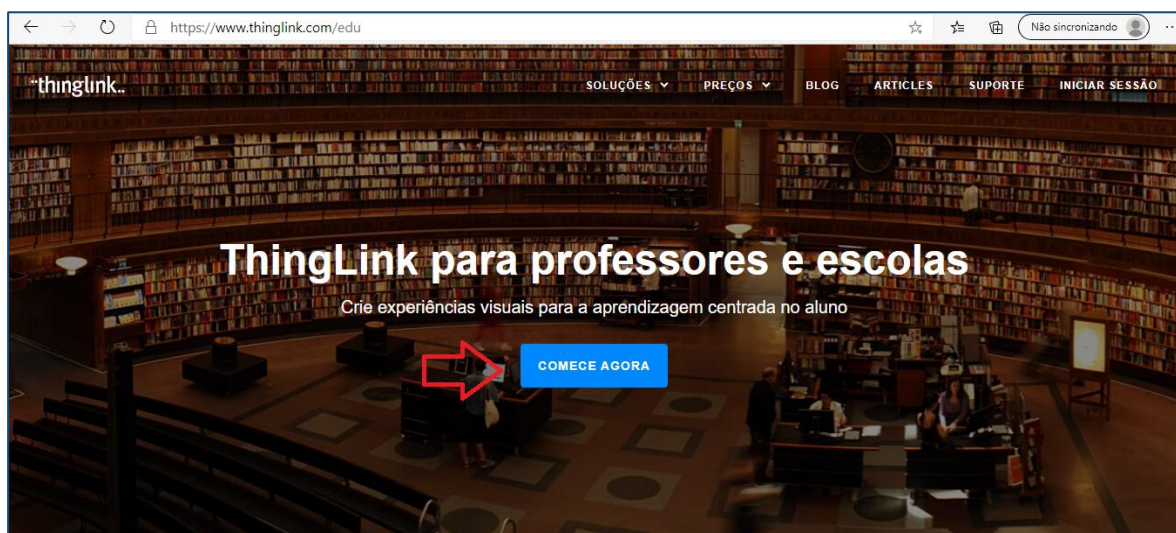 https://www.thinglink.com/edu
Não sincronizando
thinglink..
SOLUÇÕES PREÇOS BLOG ARTICLES SUPORTE INICIAR SESSÃO
ThingLink para professores e escolas
Crie experiências visuais para a aprendizagem centrada no aluno
COMECE AGORA